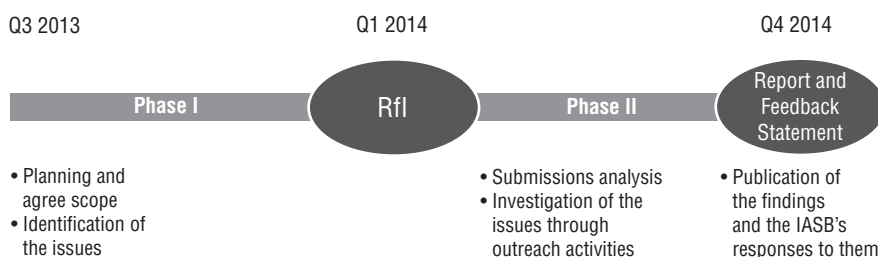 Q3 2013
Q1 2014
Q4 2014
Phase I
RfI
Phase II
Report and
Feedback
Statement
• Planning and
agree scope
• Identification of
the issues
• Submissions analysis
• Investigation of the
issues through
outreach activities
• Publication of
the findings
and the IASB's
responses to them